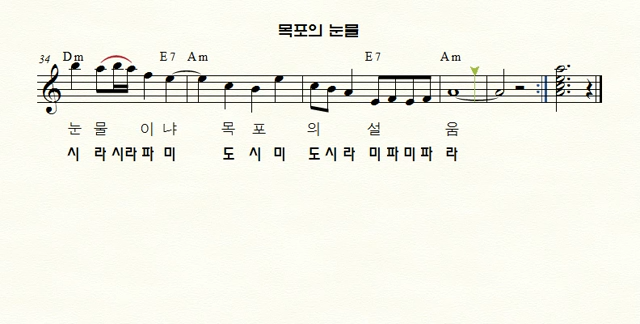 목포의 눈물
34 Dm E7 Am E7 Am
눈 물 이 냐 목 포 의 설 움
시 라 시라 파 미 도 시 미 도 시 라 미 파 미 파 라